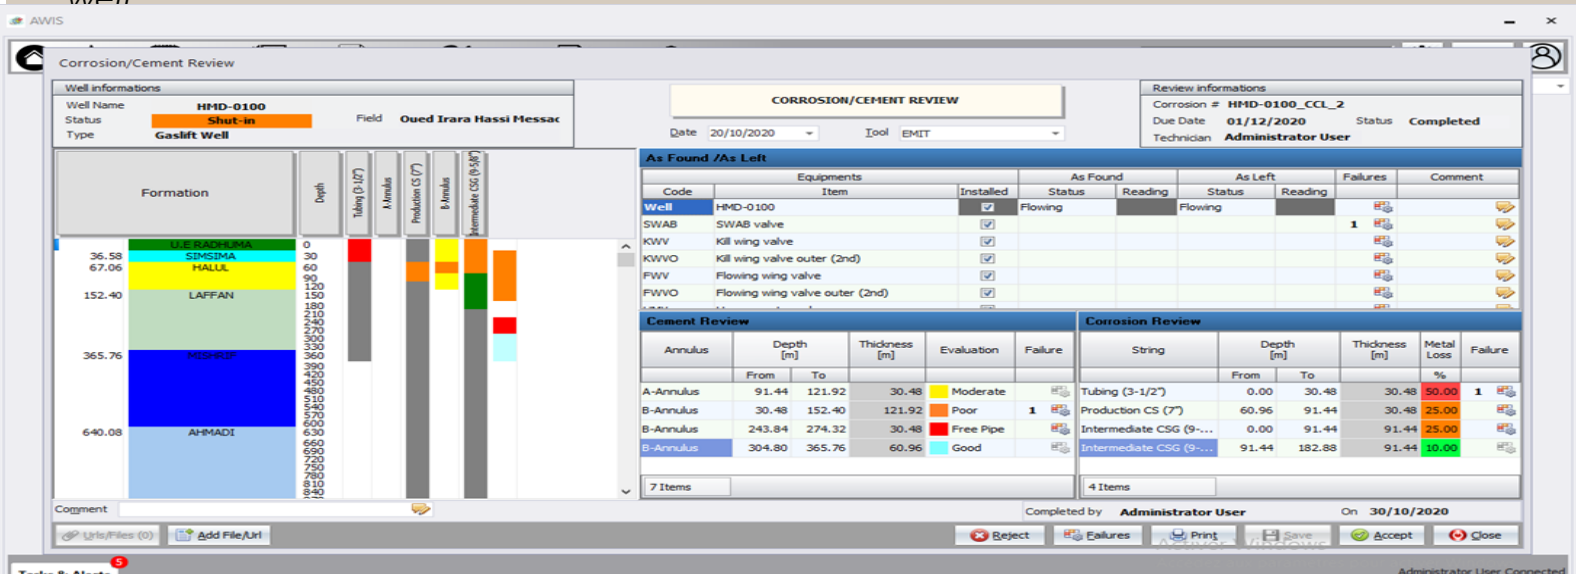 well
AWIS
Corrosion/Cement Review
Well informations
Well Name HMD-0100
Status Shut-in Field Oued Irara Hassi Messac
Type Gaslift Well
CORROSION/CEMENT REVIEW
Date 20/10/2020 Tool EMIT
Review informations
Corrosion # HMD-0100_CCL_2
Due Date 01/12/2020 Status Completed
Technician Administrator User
Formation Depth Tubing (3-1/2") A-Annulus Production CS (7") B-Annulus Intermediate CSG (9-5/8")
U.E RADHUMA 0
36.58 SIMSIMA 30
67.06 HALUL 60
90
120
152.40 LAFFAN 150
180
210
240
270
300
330
365.76 MISHRIF 360
390
420
450
480
510
540
570
600
640.08 AHMADI 630
660
690
720
750
780
810
840
As Found /As Left
Equipments As Found As Left Failures Comment
Code Item Installed Status Reading Status Reading
Well HMD-0100 Flowing Flowing
SWAB SWAB valve 1
KWV Kill wing valve
KWVO Kill wing valve outer (2nd)
FWV Flowing wing valve
FWVO Flowing wing valve outer (2nd)
Cement Review
Annulus Depth [m] Thickness [m] Evaluation Failure
From To
A-Annulus 91.44 121.92 30.48 Moderate
B-Annulus 30.48 152.40 121.92 Poor 1
B-Annulus 243.84 274.32 30.48 Free Pipe
B-Annulus 304.80 365.76 60.96 Good
7 Items
Corrosion Review
String Depth [m] Thickness [m] Metal Loss Failure
From To %
Tubing (3-1/2") 0.00 30.48 30.48 50.00 1
Production CS (7") 60.96 91.44 30.48 25.00
Intermediate CSG (9-... 0.00 91.44 91.44 25.00
Intermediate CSG (9-... 91.44 182.88 91.44 10.00
4 Items
Comment
Completed by Administrator User On 30/10/2020
Urls/Files (0) Add File/Url Reject Failures Print Save Accept Close
Activer Windows
5
Tasks & Alerts
Administrator User Connected